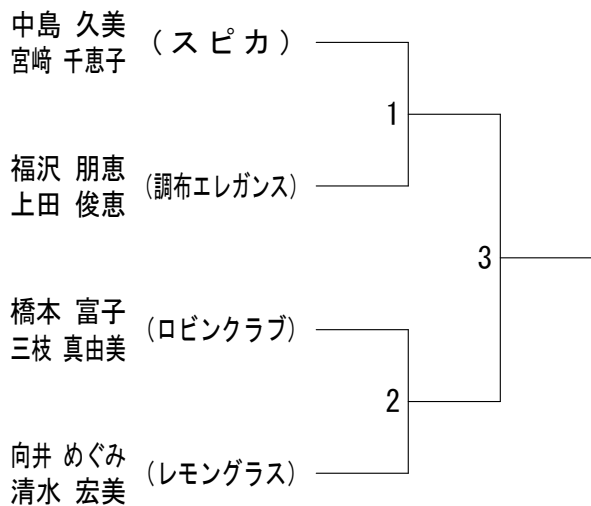 中島 久美
宮﨑 千恵子
(スピカ)
1
福沢 朋恵
上田 俊恵
(調布エレガンス)
3
橋本 富子
三枝 真由美
(ロビンクラブ)
2
向井 めぐみ
清水 宏美
(レモングラス)